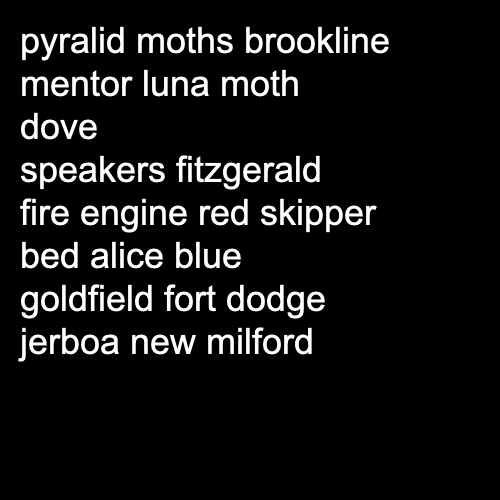 pyralid moths brookline
mentor luna moth
dove
speakers fitzgerald
fire engine red skipper
bed alice blue
goldfield fort dodge
jerboa new milford